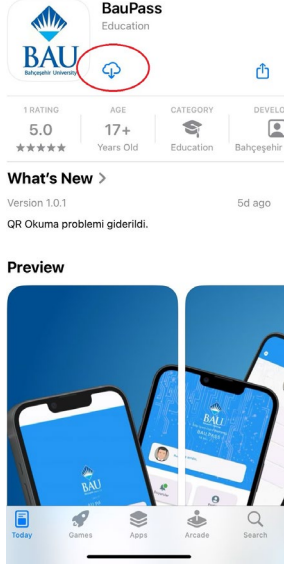 BauPass
Education
BAU
Bahçeşehir University
1 RATING
AGE
CATEGORY
DEVELO
5.0
17+
★★★★★
Years Old
Education
Bahçeşehir
What's New >
Version 1.0.1
5d ago
QR Okuma problemi giderildi.
Preview
BAU
BAU
Today
Games
Apps
Arcade
Search